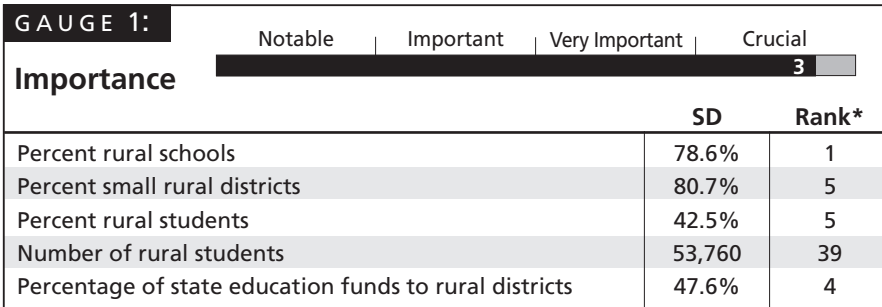 GAUGE 1:
Notable Important Very Important Crucial
Importance
3
SD Rank*
Percent rural schools 78.6% 1
Percent small rural districts 80.7% 5
Percent rural students 42.5% 5
Number of rural students 53,760 39
Percentage of state education funds to rural districts 47.6% 4